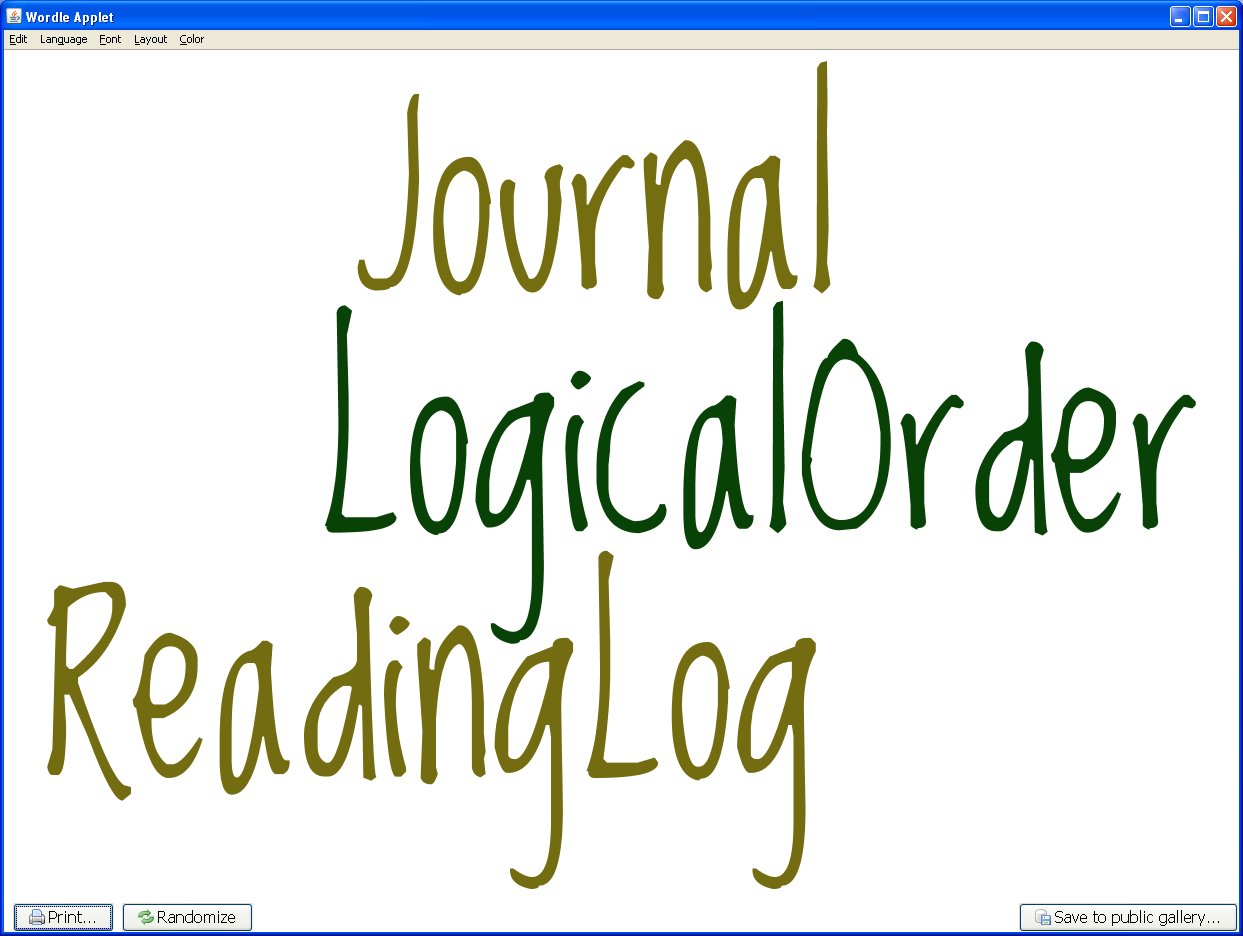 Wordle Applet
Edit Language Font Layout Color
Journal
LogicalOrder
ReadingLog
Print... Randomize Save to public gallery...